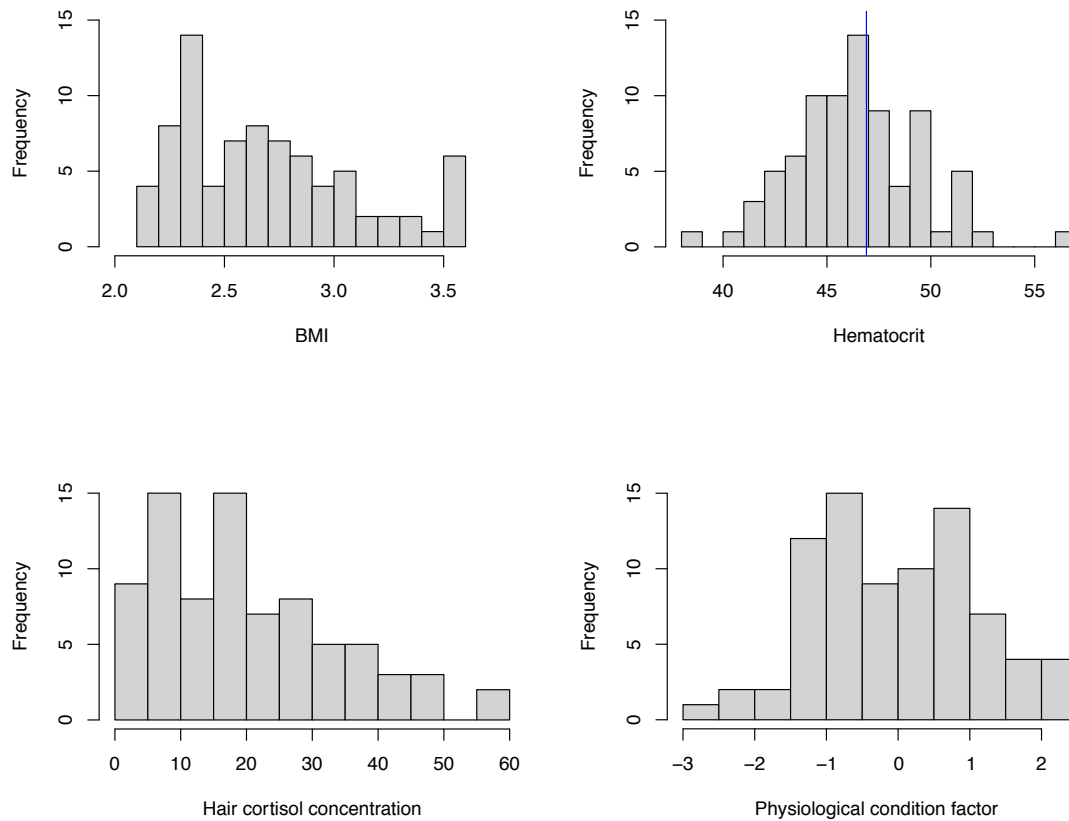 Frequency
15
10
5
0
2.0 2.5 3.0 3.5
BMI
Frequency
15
10
5
0
40 45 50 55
Hematocrit
Frequency
15
10
5
0
0 10 20 30 40 50 60
Hair cortisol concentration
Frequency
15
10
5
0
−3 −2 −1 0 1 2
Physiological condition factor